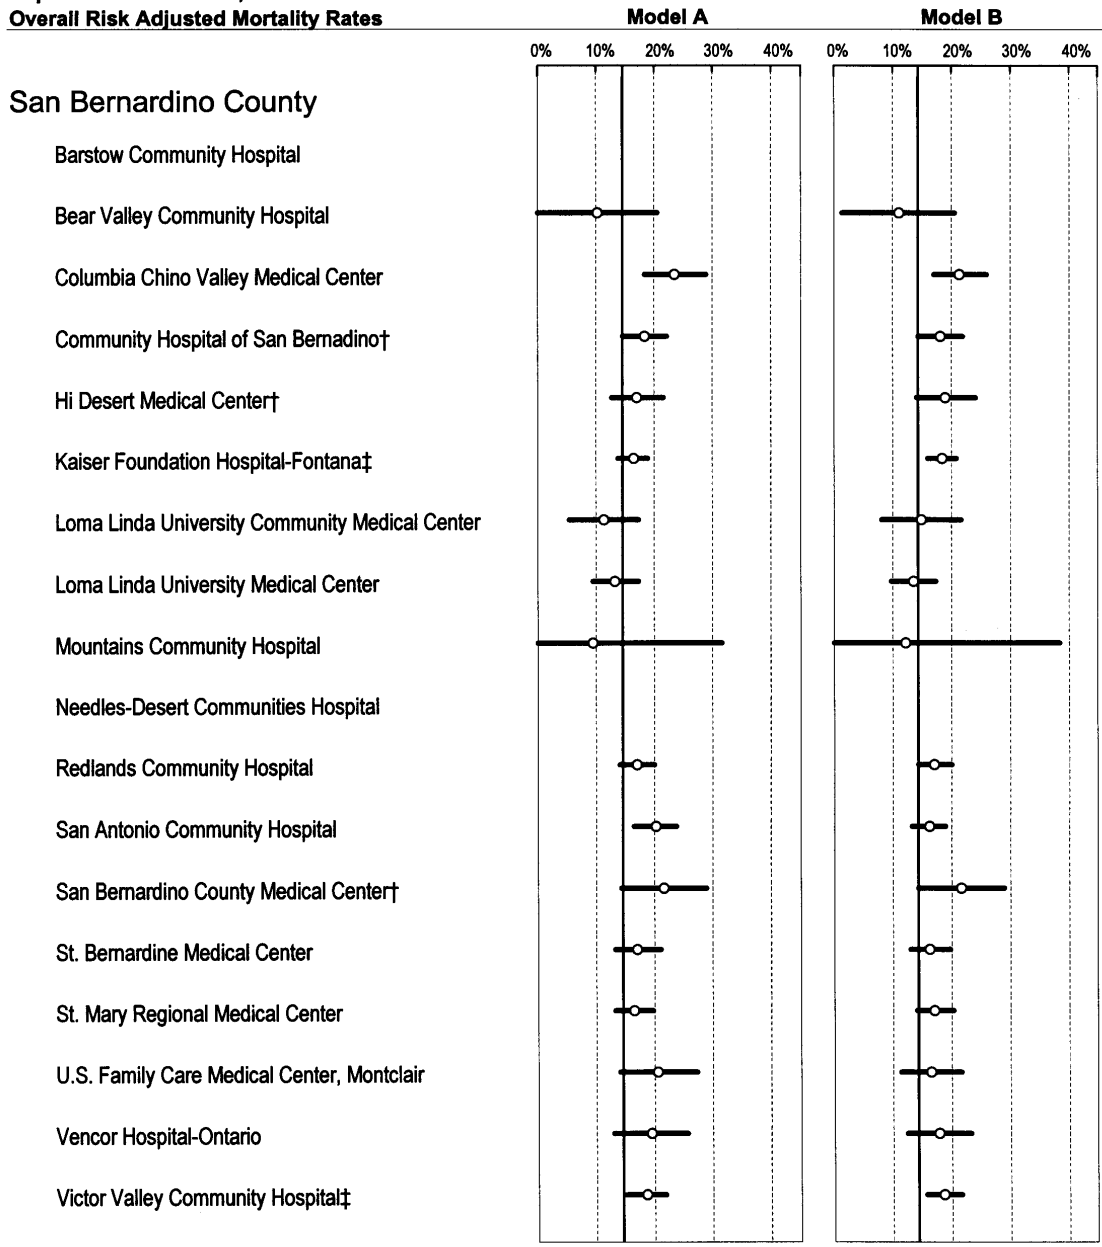 Overall Risk Adjusted Mortality Rates Model A Model B
0% 10% 20% 30% 40% 0% 10% 20% 30% 40%
San Bernardino County
Barstow Community Hospital
Bear Valley Community Hospital
Columbia Chino Valley Medical Center
Community Hospital of San Bernadino†
Hi Desert Medical Center†
Kaiser Foundation Hospital-Fontana‡
Loma Linda University Community Medical Center
Loma Linda University Medical Center
Mountains Community Hospital
Needles-Desert Communities Hospital
Redlands Community Hospital
San Antonio Community Hospital
San Bernardino County Medical Center†
St. Bernardine Medical Center
St. Mary Regional Medical Center
U.S. Family Care Medical Center, Montclair
Vencor Hospital-Ontario
Victor Valley Community Hospital‡